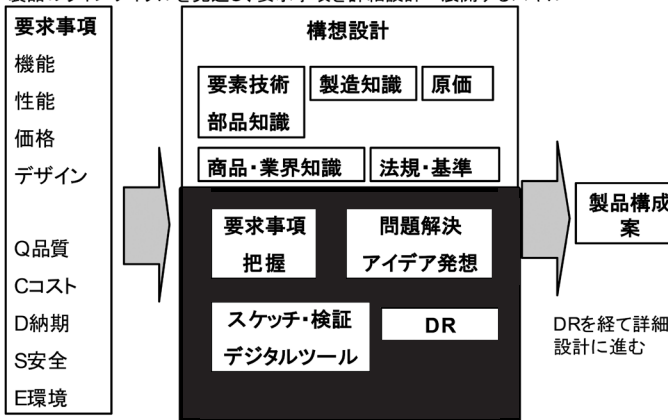 要求事項
機能
性能
価格
デザイン
Q品質
Cコスト
D納期
S安全
E環境
構想設計
要素技術
部品知識
製造知識
原価
商品・業界知識
法規・基準
要求事項
把握
問題解決
アイデア発想
スケッチ・検証
デジタルツール
DR
製品構成
案
DRを経て詳細
設計に進む